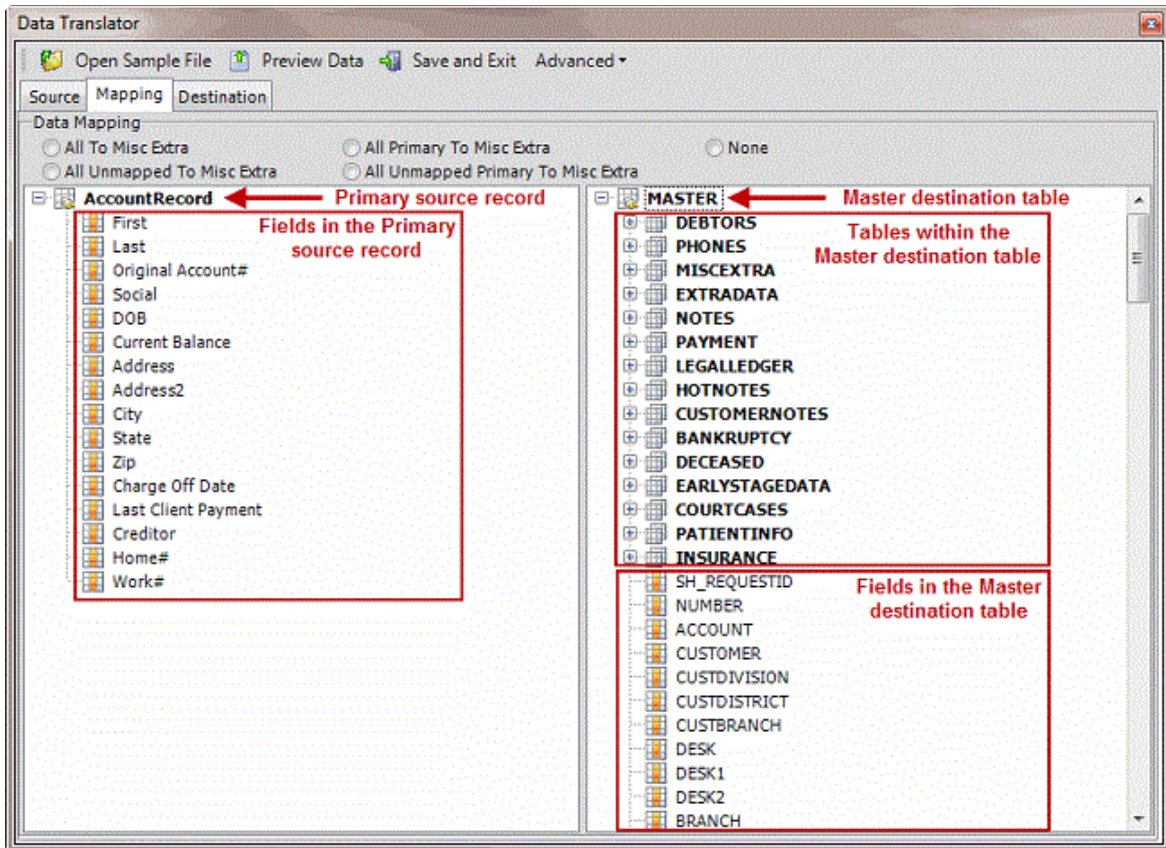 Data Translator
Open Sample File Preview Data Save and Exit Advanced
Source Mapping Destination
Data Mapping
All To Misc Extra All Primary To Misc Extra None
All Unmapped To Misc Extra All Unmapped Primary To Misc Extra
AccountRecord Primary source record
First
Last
Original Account#
Social
DOB
Current Balance
Address
Address2
City
State
Zip
Charge Off Date
Last Client Payment
Creditor
Home#
Work#
Fields in the Primary
source record
MASTER Master destination table
DEBTORS
PHONES
MISCEXTRA
EXTRADATA
NOTES
PAYMENT
LEGALLEDGER
HOTNOTES
CUSTOMERNOTES
BANKRUPTCY
DECEASED
EARLYSTAGEDATA
COURTCASES
PATIENTINFO
INSURANCE
Tables within the
Master destination table
SH_REQUESTID
NUMBER
ACCOUNT
CUSTOMER
CUSTDIVISION
CUSTDISTRICT
CUSTBRANCH
DESK
DESK1
DESK2
BRANCH
Fields in the Master
destination table